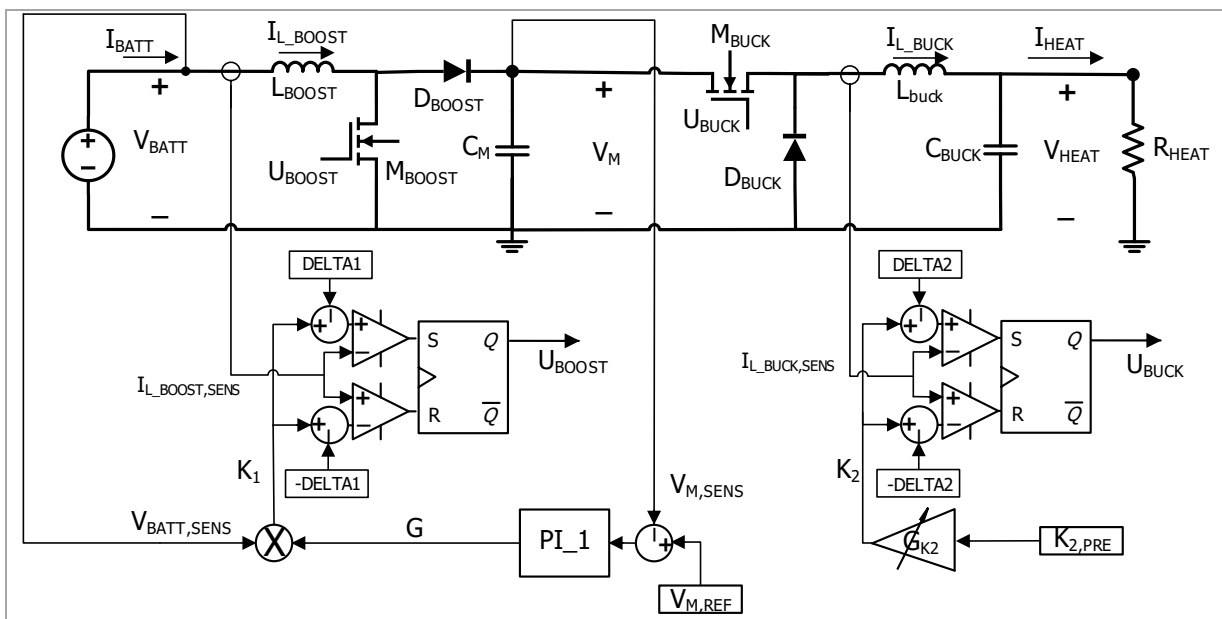 I_BATT
I_L_BOOST
M_BUCK
I_L_BUCK
I_HEAT
+
L_BOOST
D_BOOST
+
U_BUCK
L_buck
+
+
−
V_BATT
U_BOOST
M_BOOST
C_M
V_M
D_BUCK
C_BUCK
V_HEAT
R_HEAT
−
−
−
DELTA1
DELTA2
−
+
+
−
S
Q
U_BOOST
−
+
+
−
S
Q
U_BUCK
I_L_BOOST,SENS
I_L_BUCK,SENS
+
−
+
−
R
Q̅
+
−
+
−
R
Q̅
K_1
-DELTA1
V_M,SENS
K_2
-DELTA2
V_BATT,SENS
X
G
PI_1
−
+
G_K2
K_2,PRE
V_M,REF